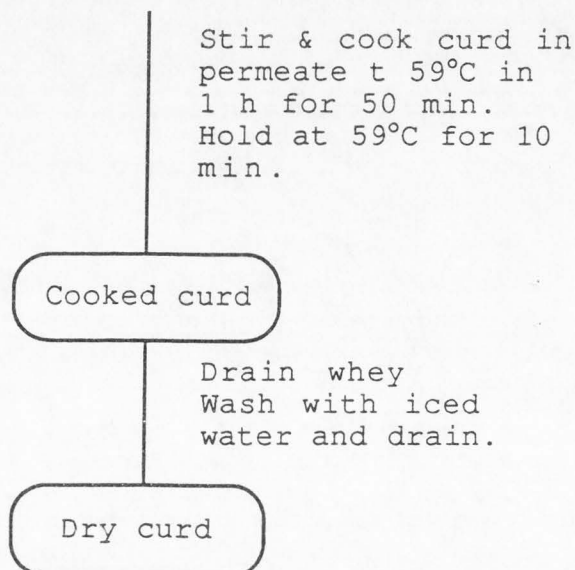 Stir & cook curd in
permeate t 59°C in
1 h for 50 min.
Hold at 59°C for 10
min.
Cooked curd
Drain whey
Wash with iced
water and drain.
Dry curd